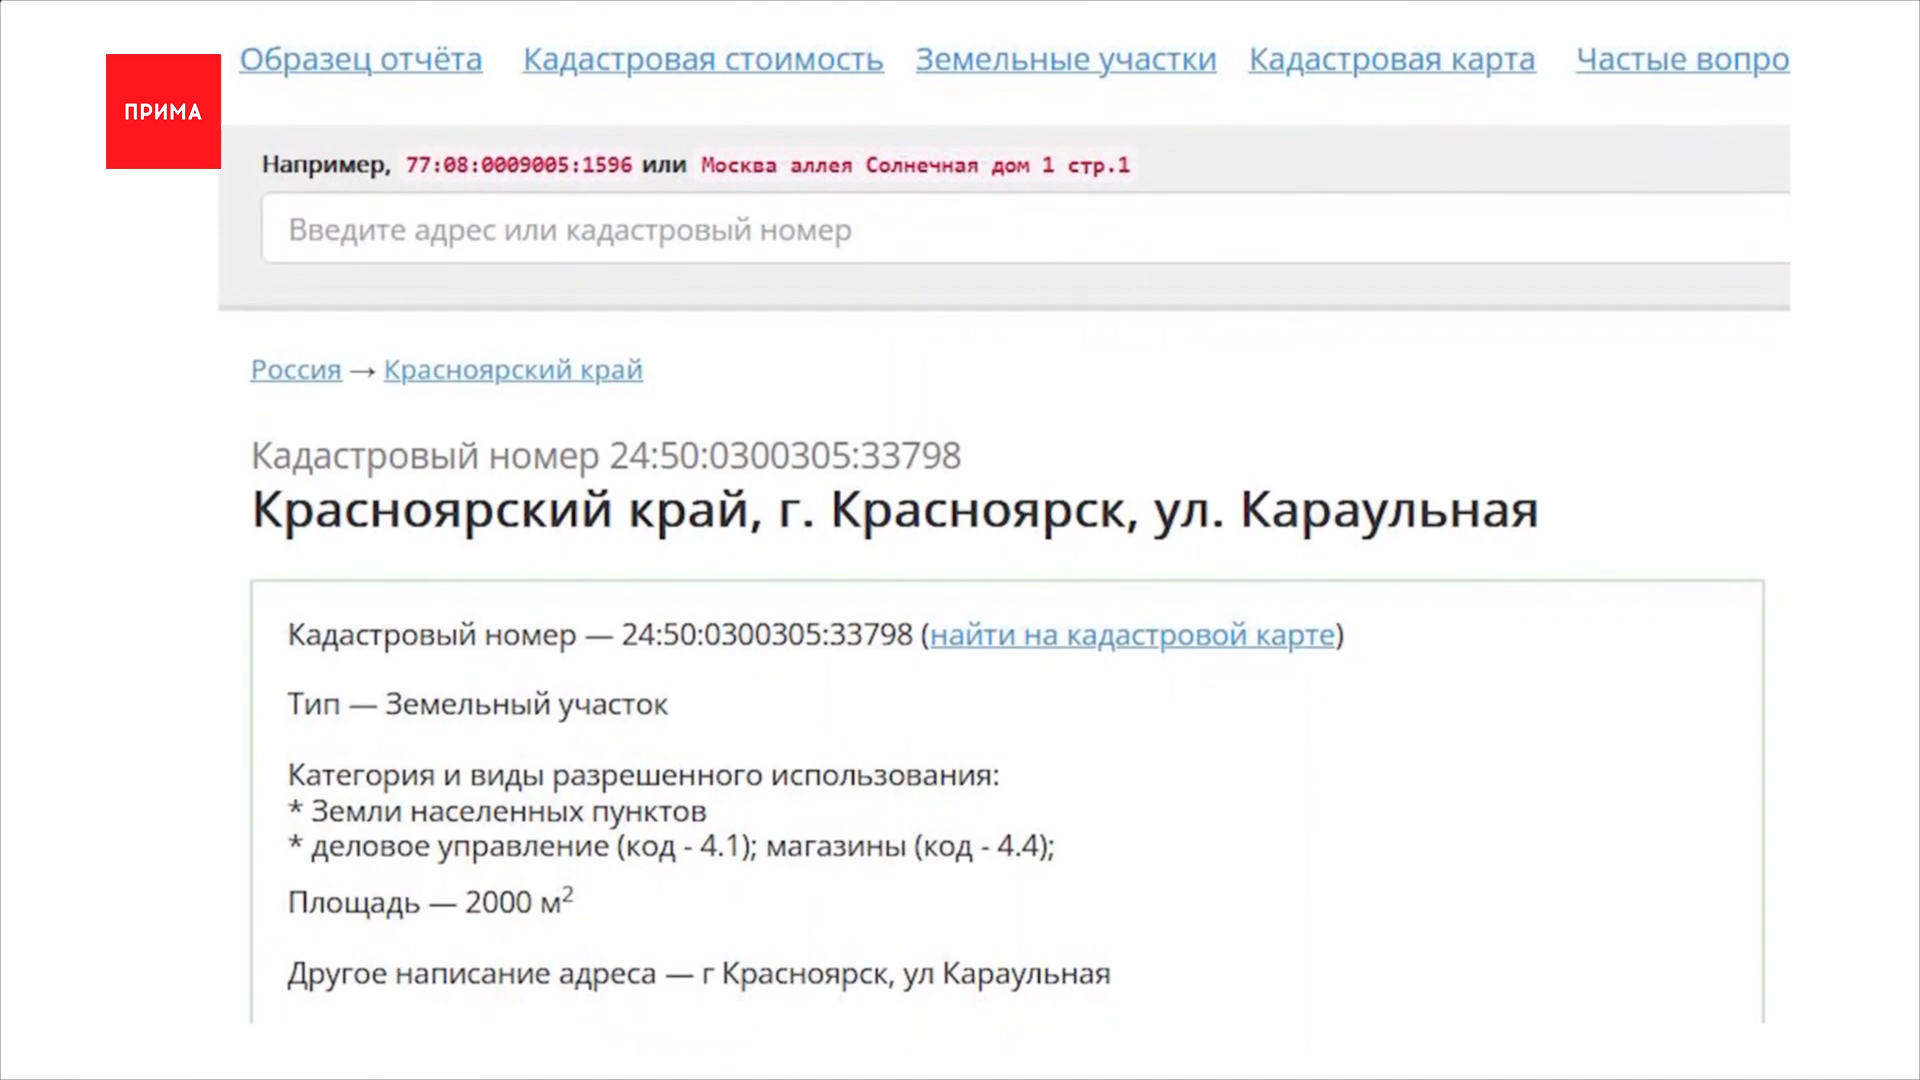 Образец отчёта Кадастровая стоимость Земельные участки Кадастровая карта Частые вопро
ПРИМА
Например, 77:08:0009005:1596 или Москва аллея Солнечная дом 1 стр.1
Введите адрес или кадастровый номер
Россия → Красноярский край
Кадастровый номер 24:50:0300305:33798
Красноярский край, г. Красноярск, ул. Караульная
Кадастровый номер — 24:50:0300305:33798 (найти на кадастровой карте)
Тип — Земельный участок
Категория и виды разрешенного использования:
* Земли населенных пунктов
* деловое управление (код - 4.1); магазины (код - 4.4);
Площадь — 2000 м²
Другое написание адреса — г Красноярск, ул Караульная